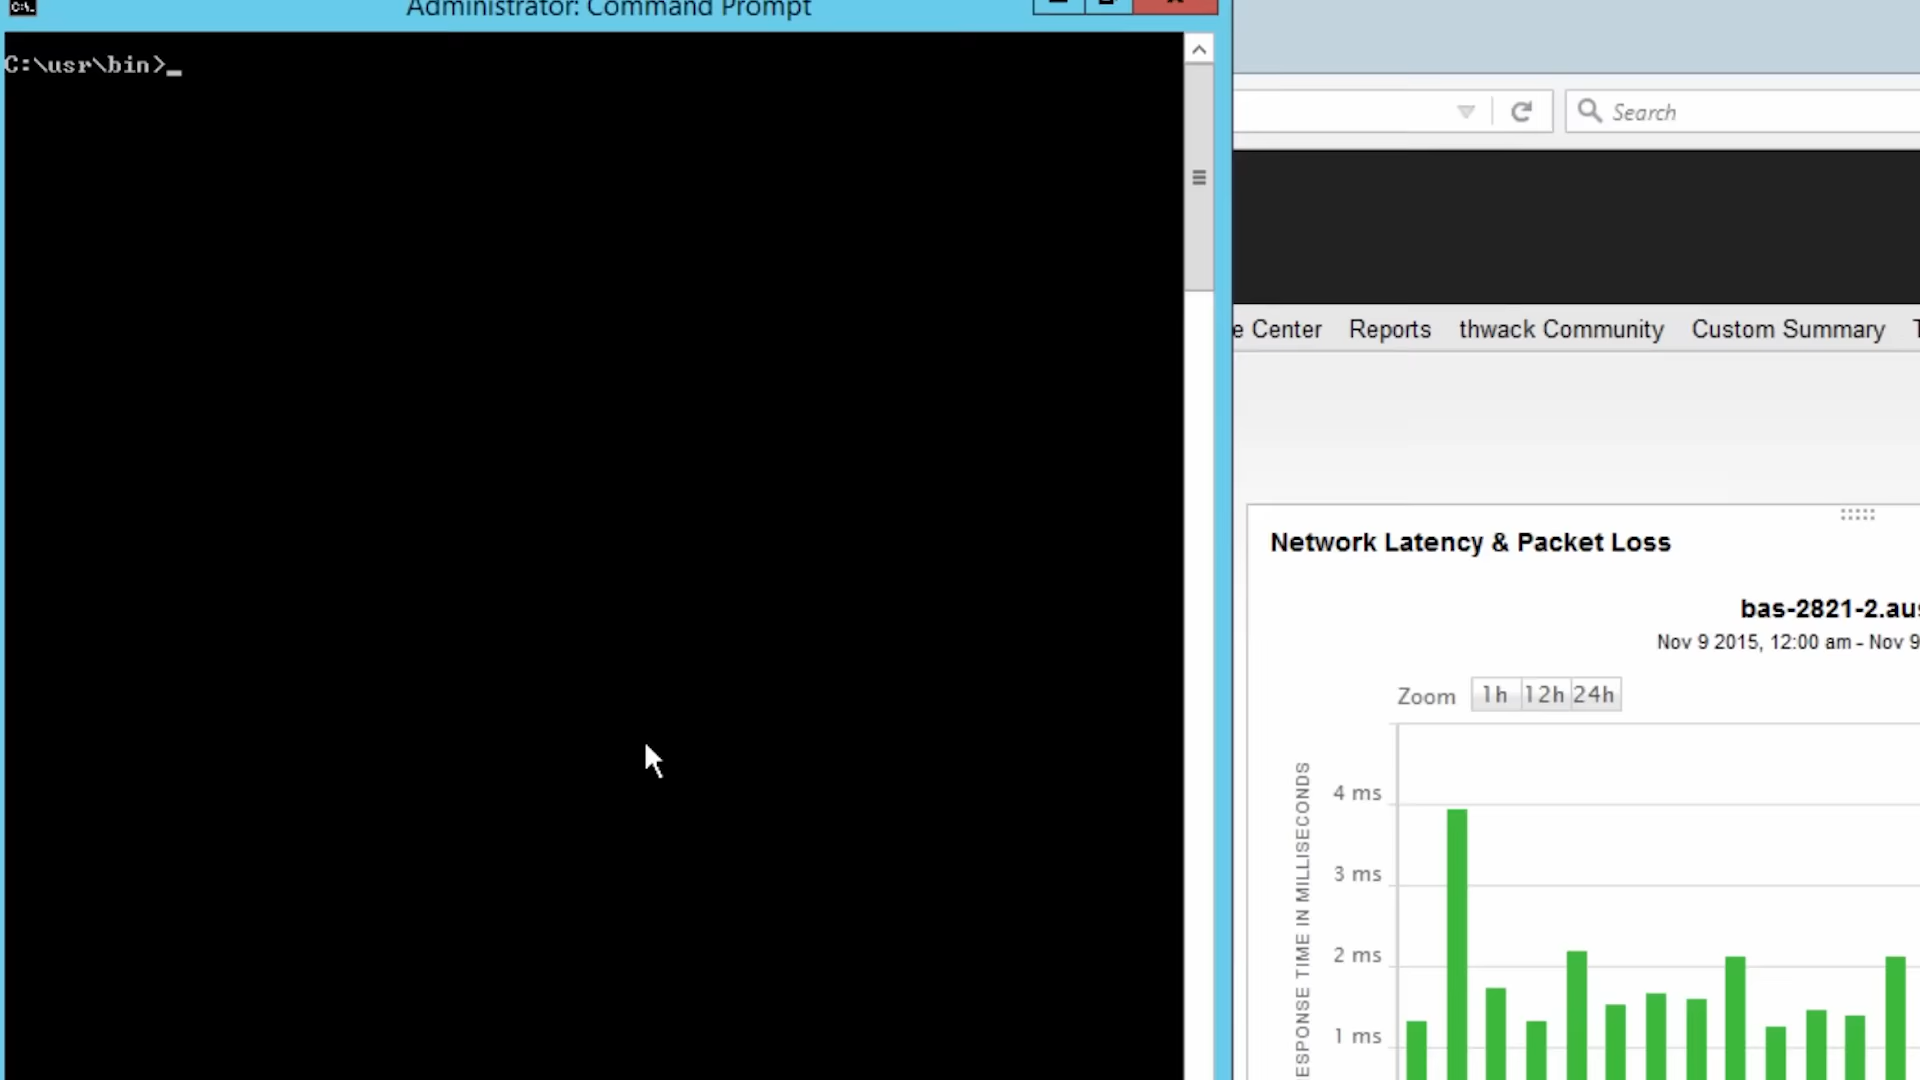 Administrator: Command Prompt
C:\usr\bin>_
Search
e Center Reports thwack Community Custom Summary T
Network Latency & Packet Loss
bas-2821-2.aus
Nov 9 2015, 12:00 am - Nov 9
Zoom 1h 12h 24h
ESPONSE TIME IN MILLISECONDS
4 ms
3 ms
2 ms
1 ms